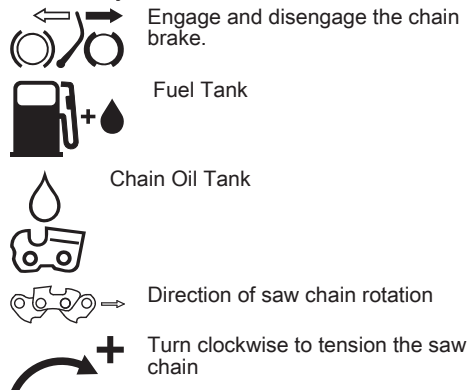 Engage and disengage the chain
brake.
Fuel Tank
Chain Oil Tank
Direction of saw chain rotation
Turn clockwise to tension the saw
chain